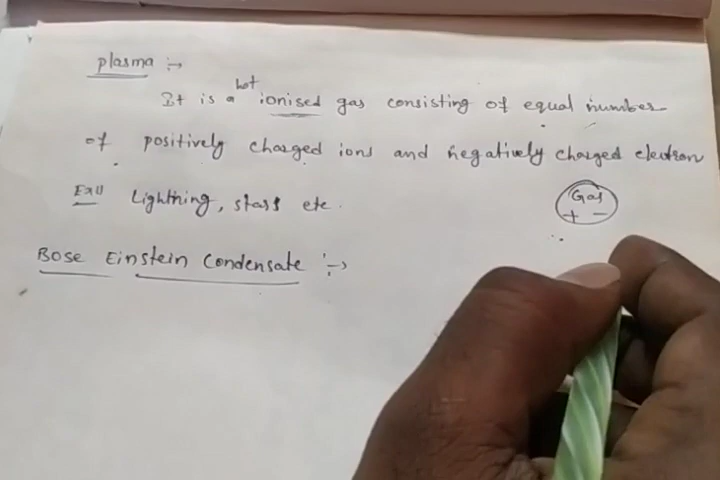 plasma :→
hot
It is a ionised gas consisting of equal number
of positively charged ions and negatively charged electron
Ex:- Lightning, stars etc.
Gas
+ −
Bose Einstein Condensate :→